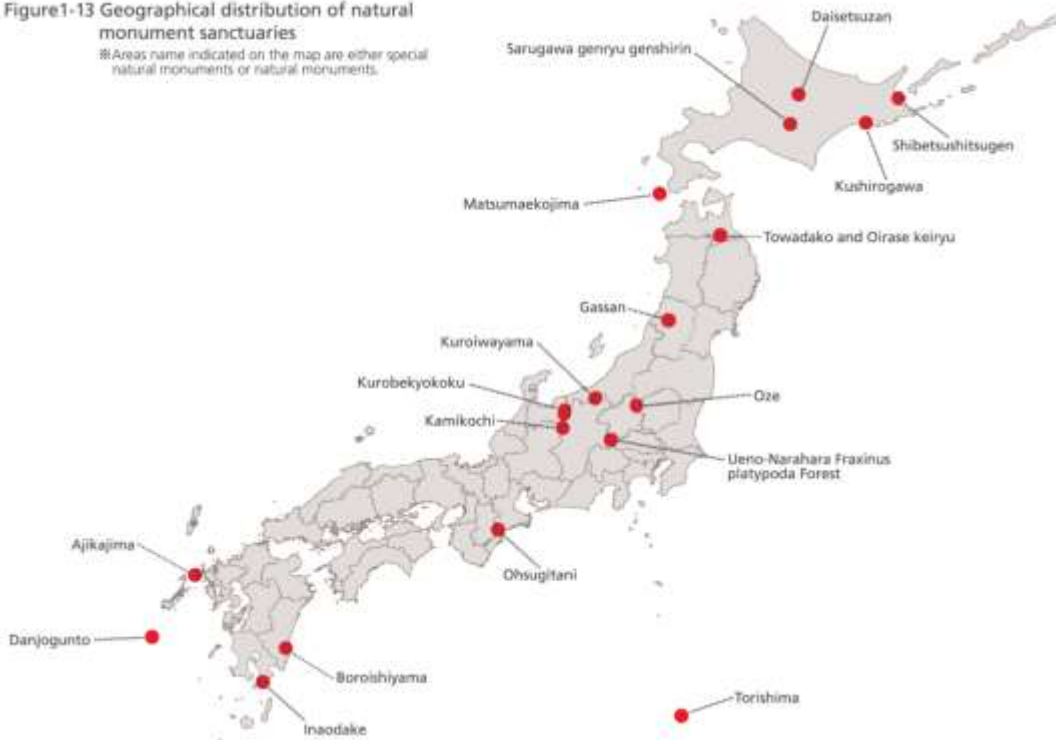 Figure1-13 Geographical distribution of natural
monument sanctuaries
※Areas name indicated on the map are either special
natural monuments or natural monuments.
Daisetsuzan
Sarugawa genryu genshirin
Shibetsushitsugen
Kushirogawa
Matsumaekojima
Towadako and Oirase keiryu
Gassan
Kuroiwayama
Kurobekyokoku
Oze
Kamikochi
Ueno-Narahara Fraxinus
platypoda Forest
Ajikajima
Ohsugitani
Danjogunto
Boroishiyama
Torishima
Inaodake